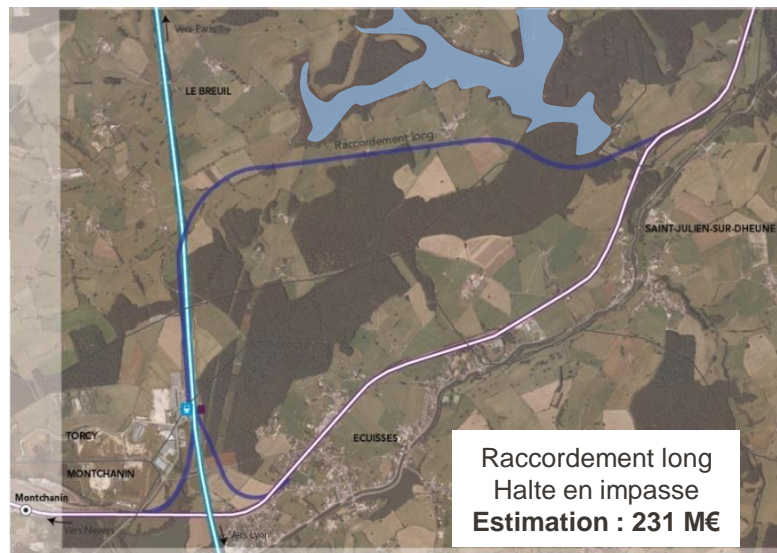 Vers Paris
LE BREUIL
Raccordement long
SAINT-JULIEN-SUR-DHEUNE
TORCY
ECUISSES
MONTCHANIN
Montchanin
Vers Nevers
Vers Lyon
Raccordement long
Halte en impasse
Estimation : 231 M€